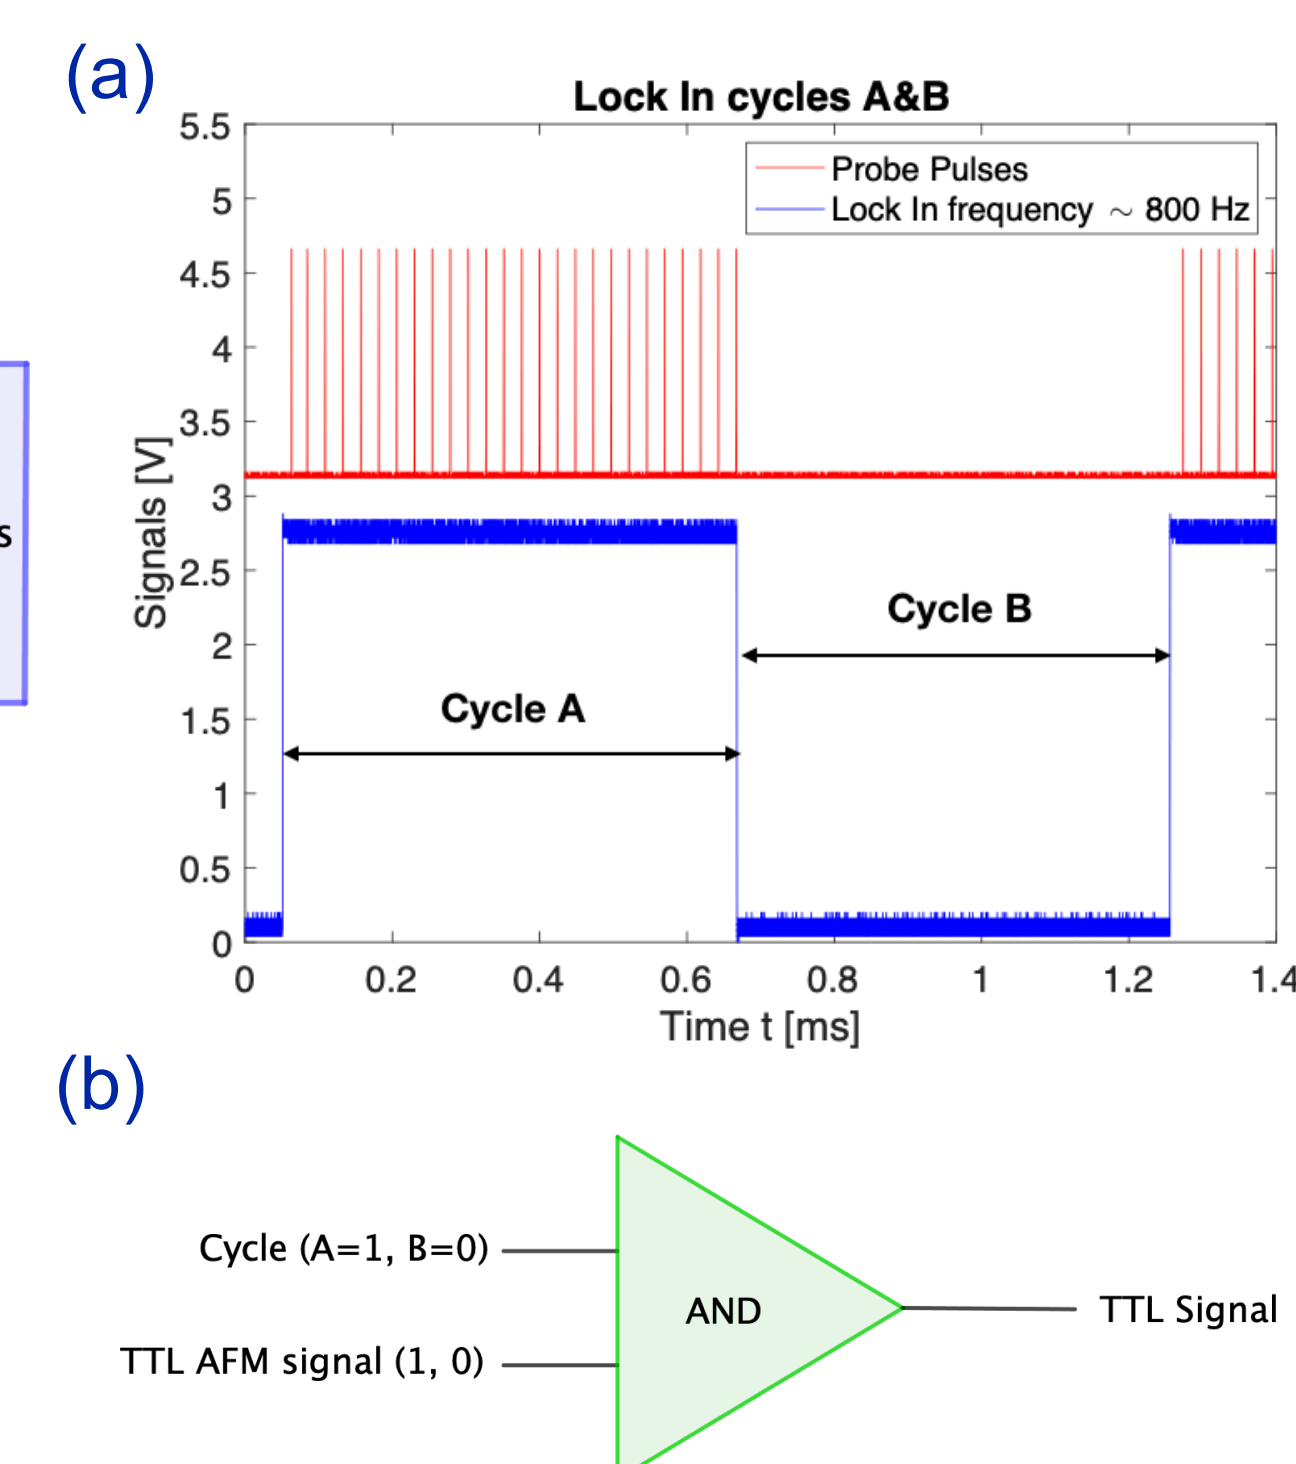 (a)
Lock In cycles A&B
5.5
5
4.5
4
3.5
3
2.5
2
1.5
1
0.5
0
Signals [V]
Probe Pulses
Lock In frequency ~ 800 Hz
s
Cycle B
Cycle A
0 0.2 0.4 0.6 0.8 1 1.2 1.4
Time t [ms]
(b)
Cycle (A=1, B=0)
AND
TTL Signal
TTL AFM signal (1, 0)